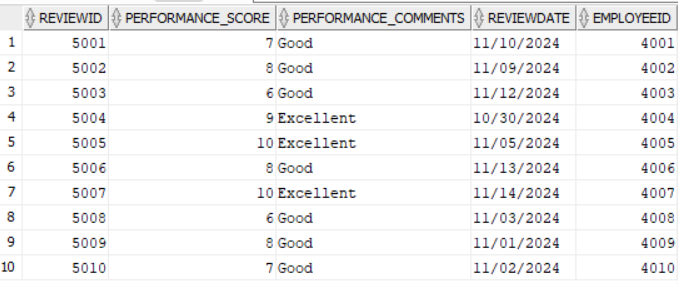 REVIEWID PERFORMANCE_SCORE PERFORMANCE_COMMENTS REVIEWDATE EMPLOYEEID
1 5001 7 Good 11/10/2024 4001
2 5002 8 Good 11/09/2024 4002
3 5003 6 Good 11/12/2024 4003
4 5004 9 Excellent 10/30/2024 4004
5 5005 10 Excellent 11/05/2024 4005
6 5006 8 Good 11/13/2024 4006
7 5007 10 Excellent 11/14/2024 4007
8 5008 6 Good 11/03/2024 4008
9 5009 8 Good 11/01/2024 4009
10 5010 7 Good 11/02/2024 4010